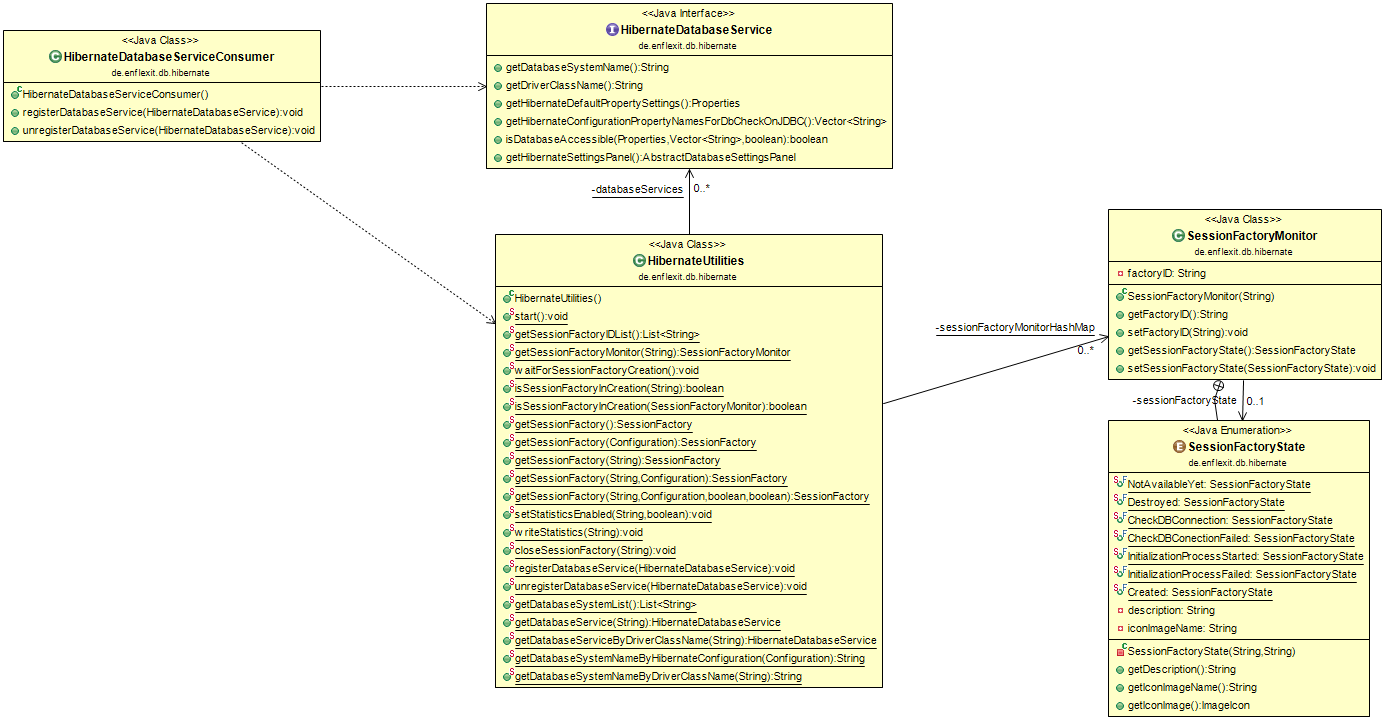 <<Java Class>>
HibernateDatabaseServiceConsumer
de.enflexit.db.hibernate
HibernateDatabaseServiceConsumer()
registerDatabaseService(HibernateDatabaseService):void
unregisterDatabaseService(HibernateDatabaseService):void
<<Java Interface>>
HibernateDatabaseService
de.enflexit.db.hibernate
getDatabaseSystemName():String
getDriverClassName():String
getHibernateDefaultPropertySettings():Properties
getHibernateConfigurationPropertyNamesForDbCheckOnJDBC():Vector<String>
isDatabaseAccessible(Properties,Vector<String>,boolean):boolean
getHibernateSettingsPanel():AbstractDatabaseSettingsPanel
-databaseServices
0..*
<<Java Class>>
HibernateUtilities
de.enflexit.db.hibernate
HibernateUtilities()
start():void
getSessionFactoryIDList():List<String>
getSessionFactoryMonitor(String):SessionFactoryMonitor
waitForSessionFactoryCreation():void
isSessionFactoryInCreation(String):boolean
isSessionFactoryInCreation(SessionFactoryMonitor):boolean
getSessionFactory():SessionFactory
getSessionFactory(Configuration):SessionFactory
getSessionFactory(String):SessionFactory
getSessionFactory(String,Configuration):SessionFactory
getSessionFactory(String,Configuration,boolean,boolean):SessionFactory
setStatisticsEnabled(String,boolean):void
writeStatistics(String):void
closeSessionFactory(String):void
registerDatabaseService(HibernateDatabaseService):void
unregisterDatabaseService(HibernateDatabaseService):void
getDatabaseSystemList():List<String>
getDatabaseService(String):HibernateDatabaseService
getDatabaseServiceByDriverClassName(String):HibernateDatabaseService
getDatabaseSystemNameByHibernateConfiguration(Configuration):String
getDatabaseSystemNameByDriverClassName(String):String
-sessionFactoryMonitorHashMap
0..*
<<Java Class>>
SessionFactoryMonitor
de.enflexit.db.hibernate
factoryID: String
SessionFactoryMonitor(String)
getFactoryID():String
setFactoryID(String):void
getSessionFactoryState():SessionFactoryState
setSessionFactoryState(SessionFactoryState):void
-sessionFactoryState
0..1
<<Java Enumeration>>
SessionFactoryState
de.enflexit.db.hibernate
NotAvailableYet: SessionFactoryState
Destroyed: SessionFactoryState
CheckDBConnection: SessionFactoryState
CheckDBConectionFailed: SessionFactoryState
InitializationProcessStarted: SessionFactoryState
InitializationProcessFailed: SessionFactoryState
Created: SessionFactoryState
description: String
iconImageName: String
SessionFactoryState(String,String)
getDescription():String
getIconImageName():String
getIconImage():ImageIcon